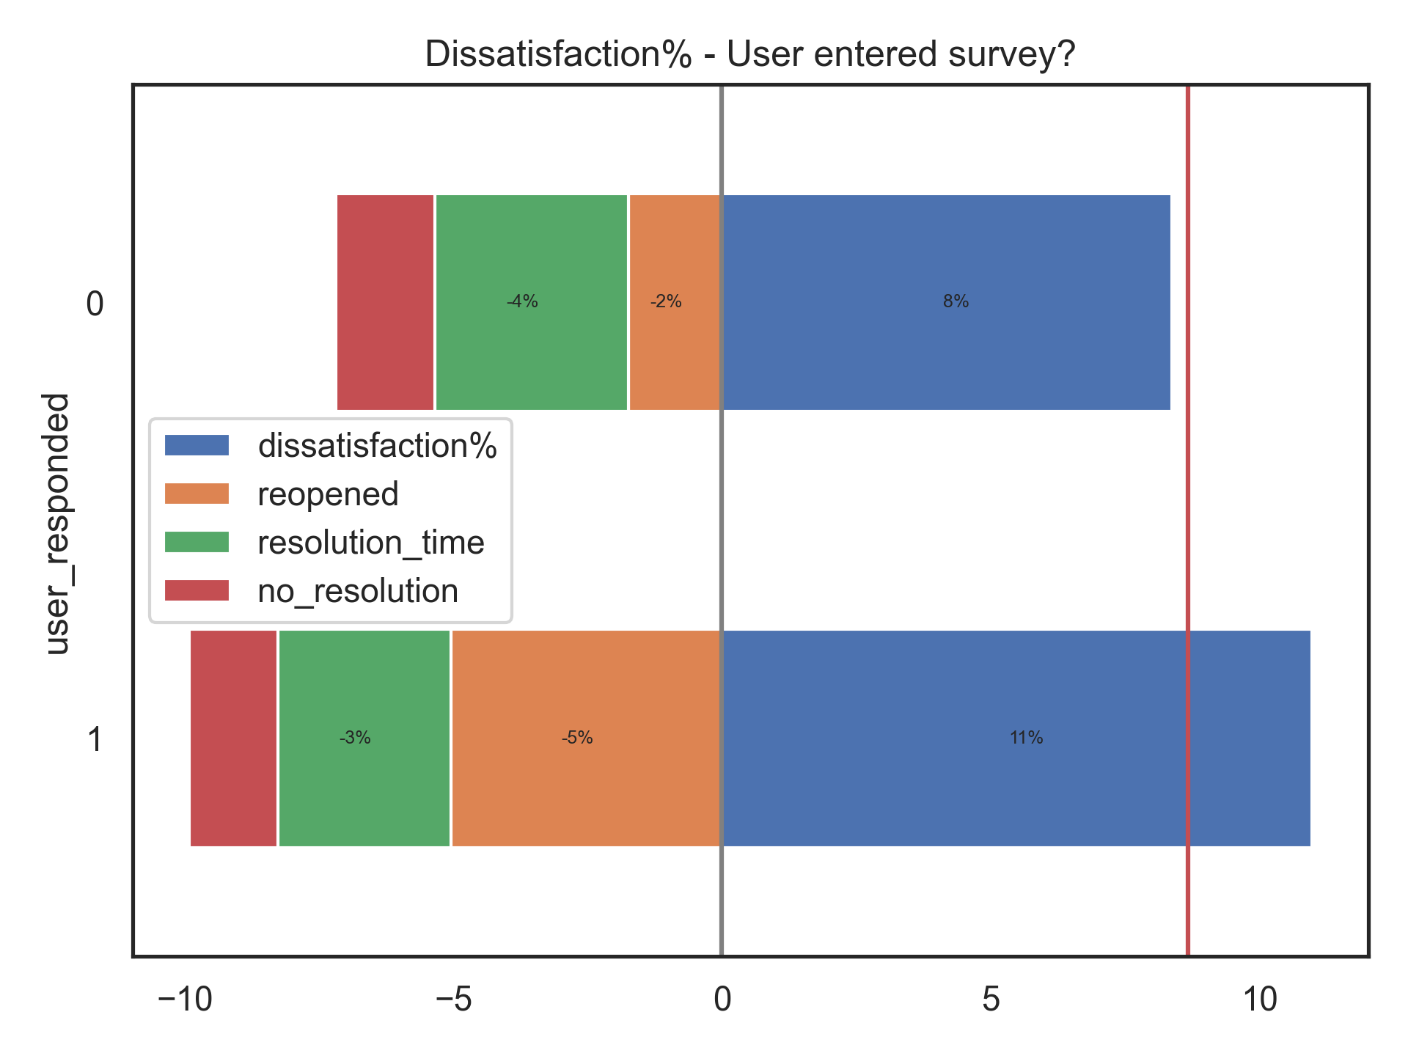 Dissatisfaction% - User entered survey?
user_responded
0
-4%
-2%
8%
dissatisfaction%
reopened
resolution_time
no_resolution
1
-3%
-5%
11%
−10
−5
0
5
10